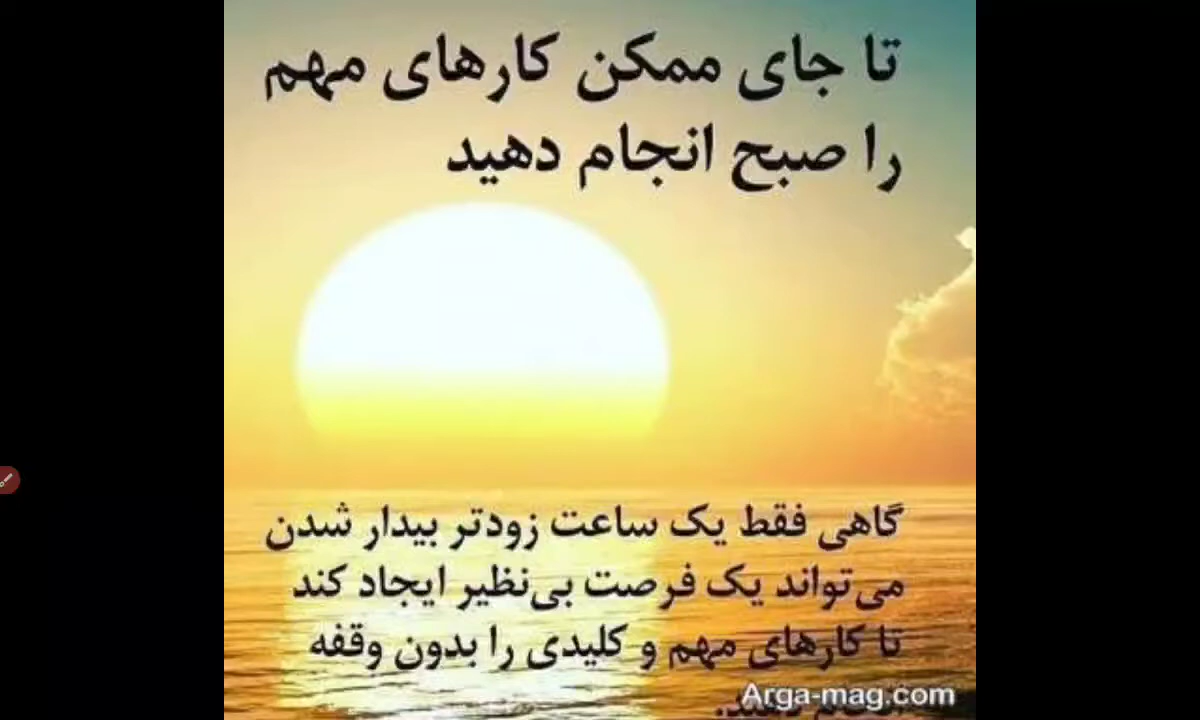 تا جای ممکن کارهای مهم
را صبح انجام دهید
گاهی فقط یک ساعت زودتر بیدار شدن
می‌تواند یک فرصت بی‌نظیر ایجاد کند
تا کارهای مهم و کلیدی را بدون وقفه
Arga-mag.com